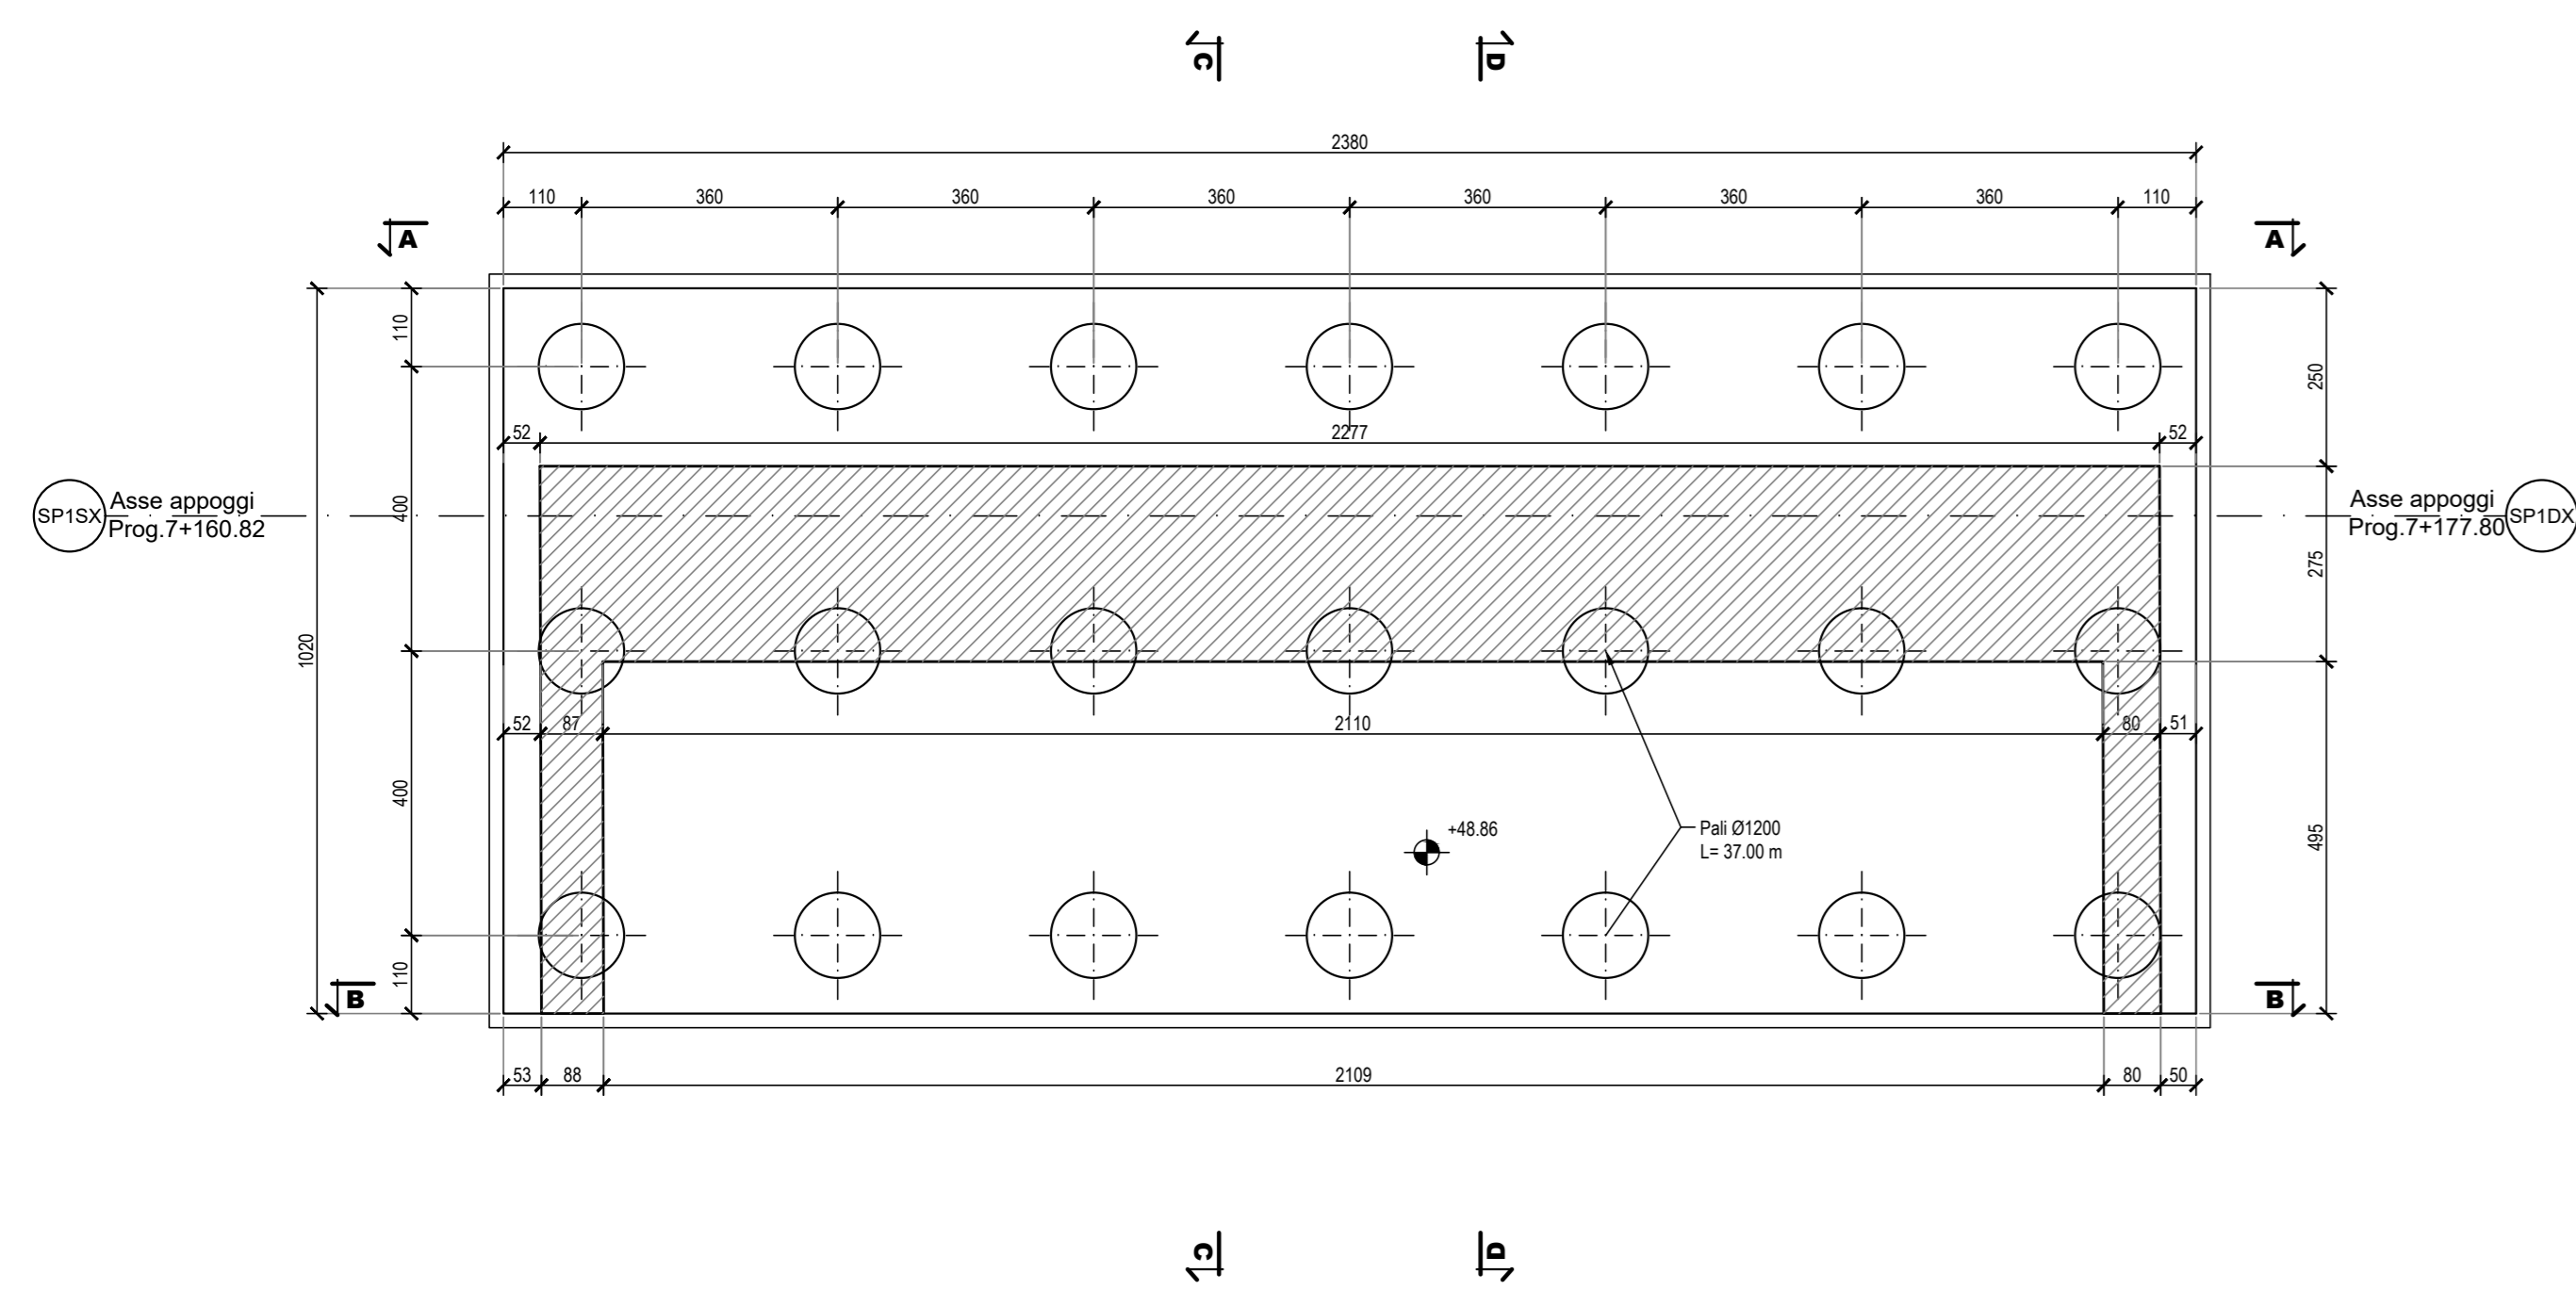 C D
2380
110 360 360 360 360 360 360 110
A A
110
250
52 2277 52
SP1SX Asse appoggi
Prog.7+160.82
400
Asse appoggi
Prog.7+177.80 SP1DX
275
1020
52 87 2110 80 51
400
Pali Ø1200
L= 37.00 m
+48.86
495
110
B B
53 88 2109 80 50
C D